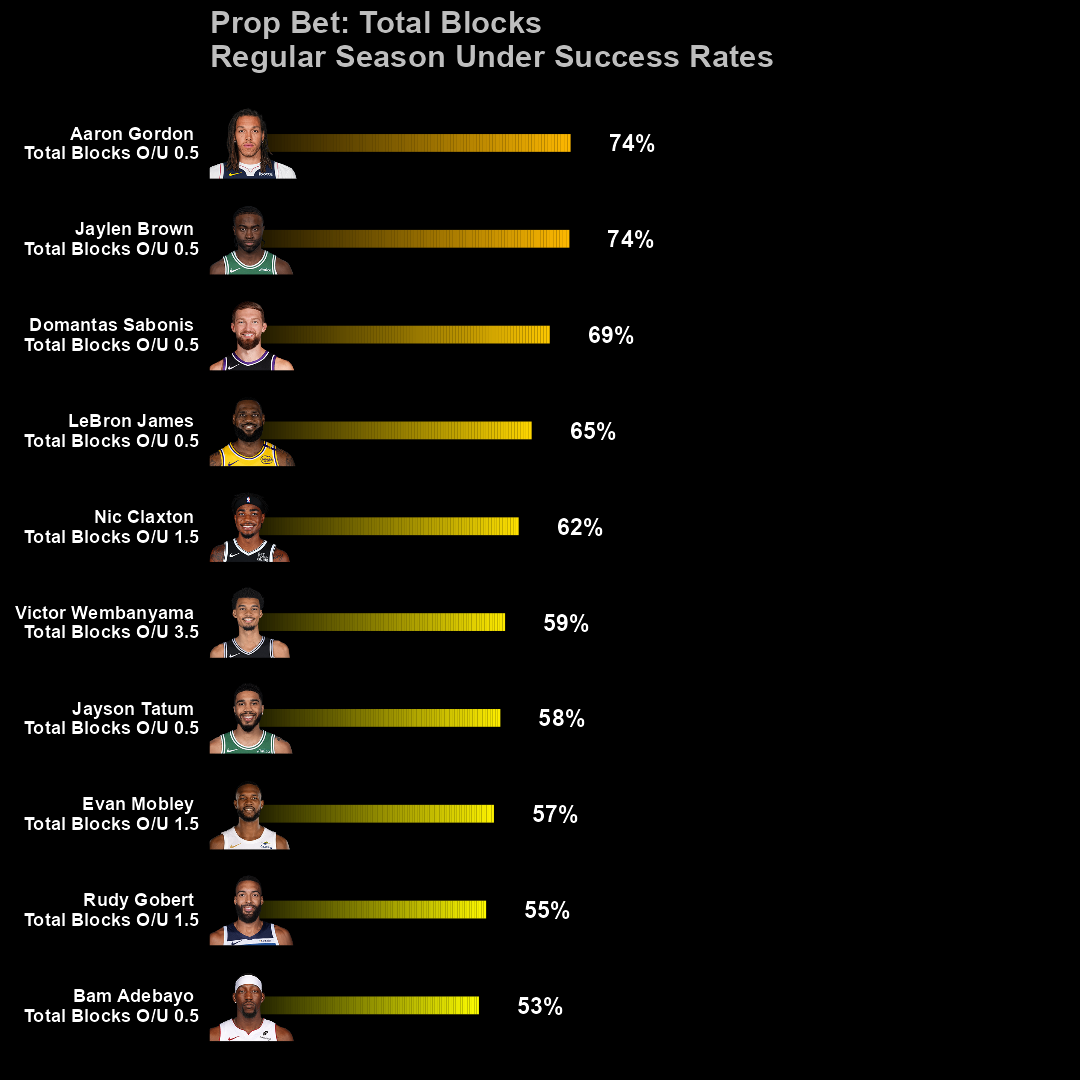 Prop Bet: Total Blocks
Regular Season Under Success Rates
Aaron Gordon
Total Blocks O/U 0.5
74%
Jaylen Brown
Total Blocks O/U 0.5
74%
Domantas Sabonis
Total Blocks O/U 0.5
69%
LeBron James
Total Blocks O/U 0.5
65%
Nic Claxton
Total Blocks O/U 1.5
62%
Victor Wembanyama
Total Blocks O/U 3.5
59%
Jayson Tatum
Total Blocks O/U 0.5
58%
Evan Mobley
Total Blocks O/U 1.5
57%
Rudy Gobert
Total Blocks O/U 1.5
55%
Bam Adebayo
Total Blocks O/U 0.5
53%